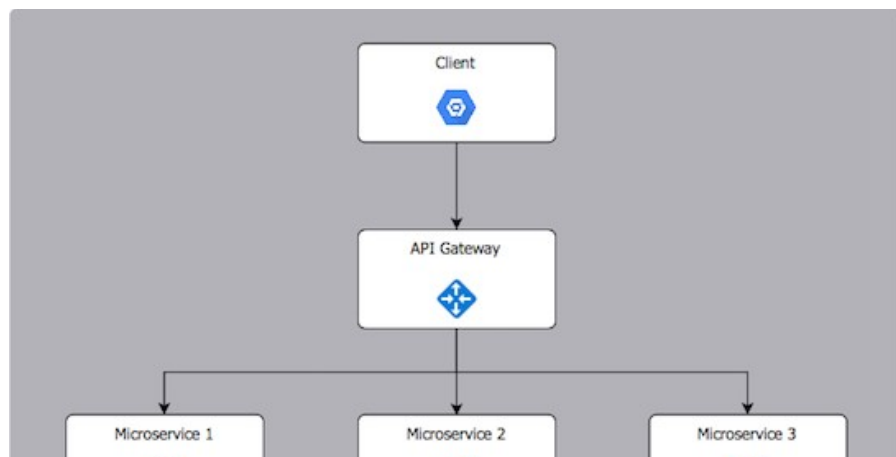 Client
API Gateway
Microservice 1
Microservice 2
Microservice 3